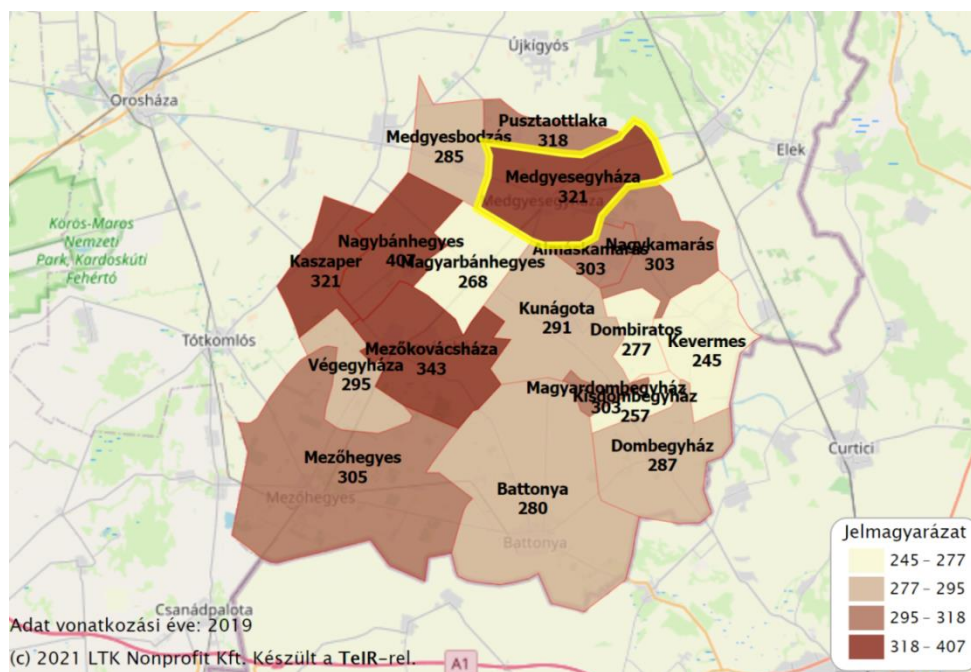 Újkígyós
Orosháza
Pusztaottlaka
318
Medgyesbodzás
285
Elek
Medgyesegyháza
321
Medgyesegyháza
Körös-Maros
Nemzeti
Park, Kardoskúti
Fehértó
Nagybánhegyes
407
Kaszaper
321
Nagykamarás
303
Almáskamarás
303
Magyarbánhegyes
268
Kunágota
291
Dombiratos
277
Kevermes
245
Tótkomlós
Mezőkovácsháza
343
Végegyháza
295
Magyardombegyház
303
Kisdombegyház
257
Dombegyház
287
Curtici
Mezőhegyes
305
Mezőhegyes
Battonya
280
Battonya
Jelmagyarázat
245 – 277
277 – 295
295 – 318
318 – 407
Csanádpalota
Adat vonatkozási éve: 2019
(c) 2021 LTK Nonprofit Kft. Készült a TeIR-rel.
A1